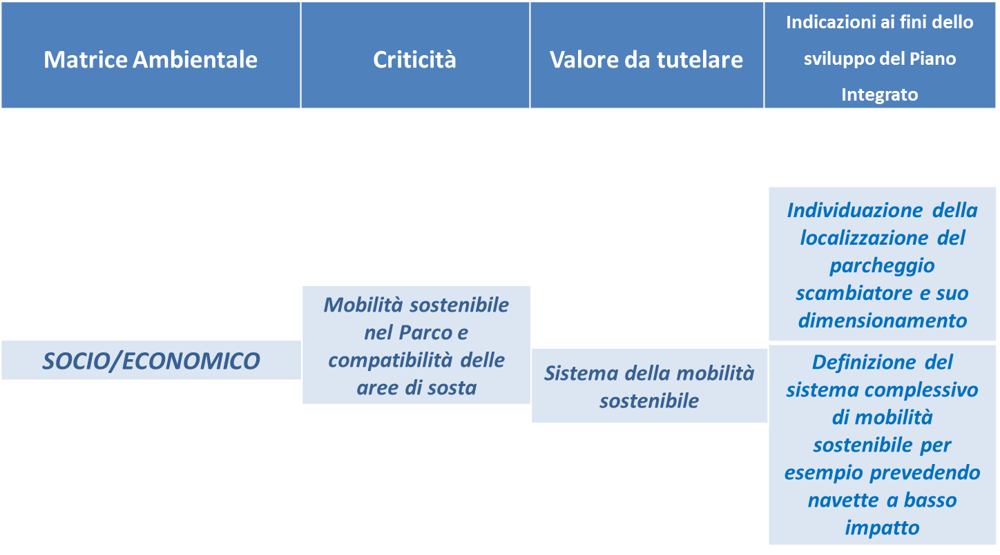 Matrice Ambientale
Criticità
Valore da tutelare
Indicazioni ai fini dello
sviluppo del Piano
Integrato
SOCIO/ECONOMICO
Mobilità sostenibile
nel Parco e
compatibilità delle
aree di sosta
Sistema della mobilità
sostenibile
Individuazione della
localizzazione del
parcheggio
scambiatore e suo
dimensionamento
Definizione del
sistema complessivo
di mobilità
sostenibile per
esempio prevedendo
navette a basso
impatto